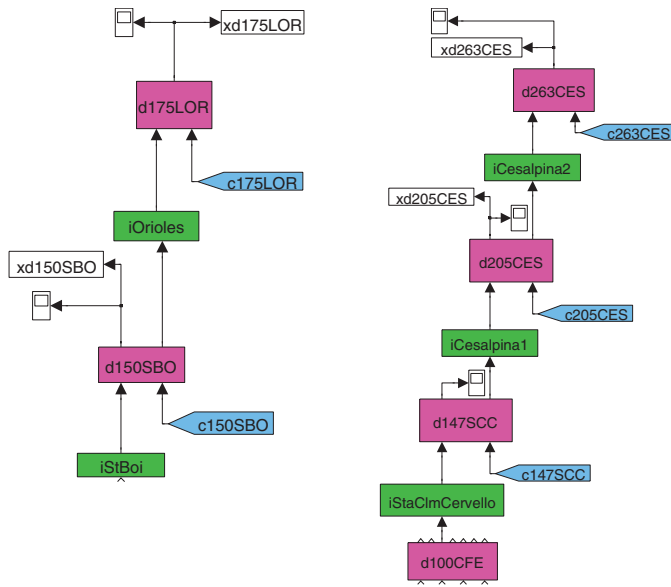 xd175LOR
d175LOR
c175LOR
iOrioles
xd150SBO
d150SBO
c150SBO
iStBoi
xd263CES
d263CES
c263CES
iCesalpina2
xd205CES
d205CES
c205CES
iCesalpina1
d147SCC
c147SCC
iStaClmCervello
d100CFE